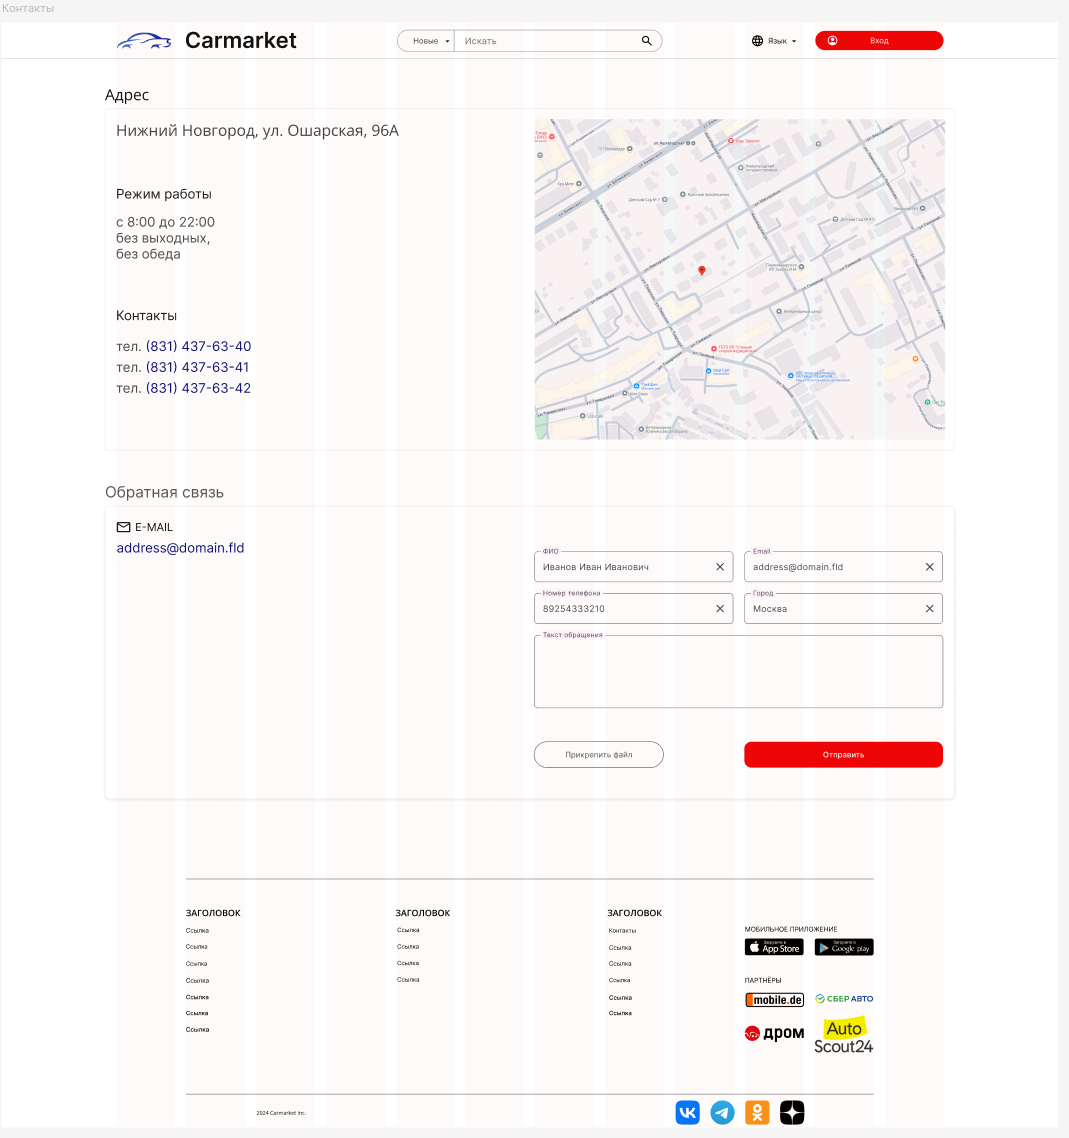 Контакты
Carmarket
Новые
Искать
Язык
Вход
Адрес
Нижний Новгород, ул. Ошарская, 96А
Режим работы
с 8:00 до 22:00
без выходных,
без обеда
Контакты
тел. (831) 437-63-40
тел. (831) 437-63-41
тел. (831) 437-63-42
Обратная связь
E-MAIL
address@domain.fld
ФИО
Иванов Иван Иванович
Email
address@domain.fld
Номер телефона
89254333210
Город
Москва
Текст обращения
Прикрепить файл
Отправить
ЗАГОЛОВОК
Ссылка
Ссылка
Ссылка
Ссылка
Ссылка
Ссылка
Ссылка
ЗАГОЛОВОК
Ссылка
Ссылка
Ссылка
Ссылка
ЗАГОЛОВОК
Контакты
Ссылка
Ссылка
Ссылка
Ссылка
Ссылка
МОБИЛЬНОЕ ПРИЛОЖЕНИЕ
Загрузите в
App Store
Загрузите в
Google play
ПАРТНЁРЫ
mobile.de
СБЕР АВТО
дром
Auto
Scout24
2024 Carmarket Inc.